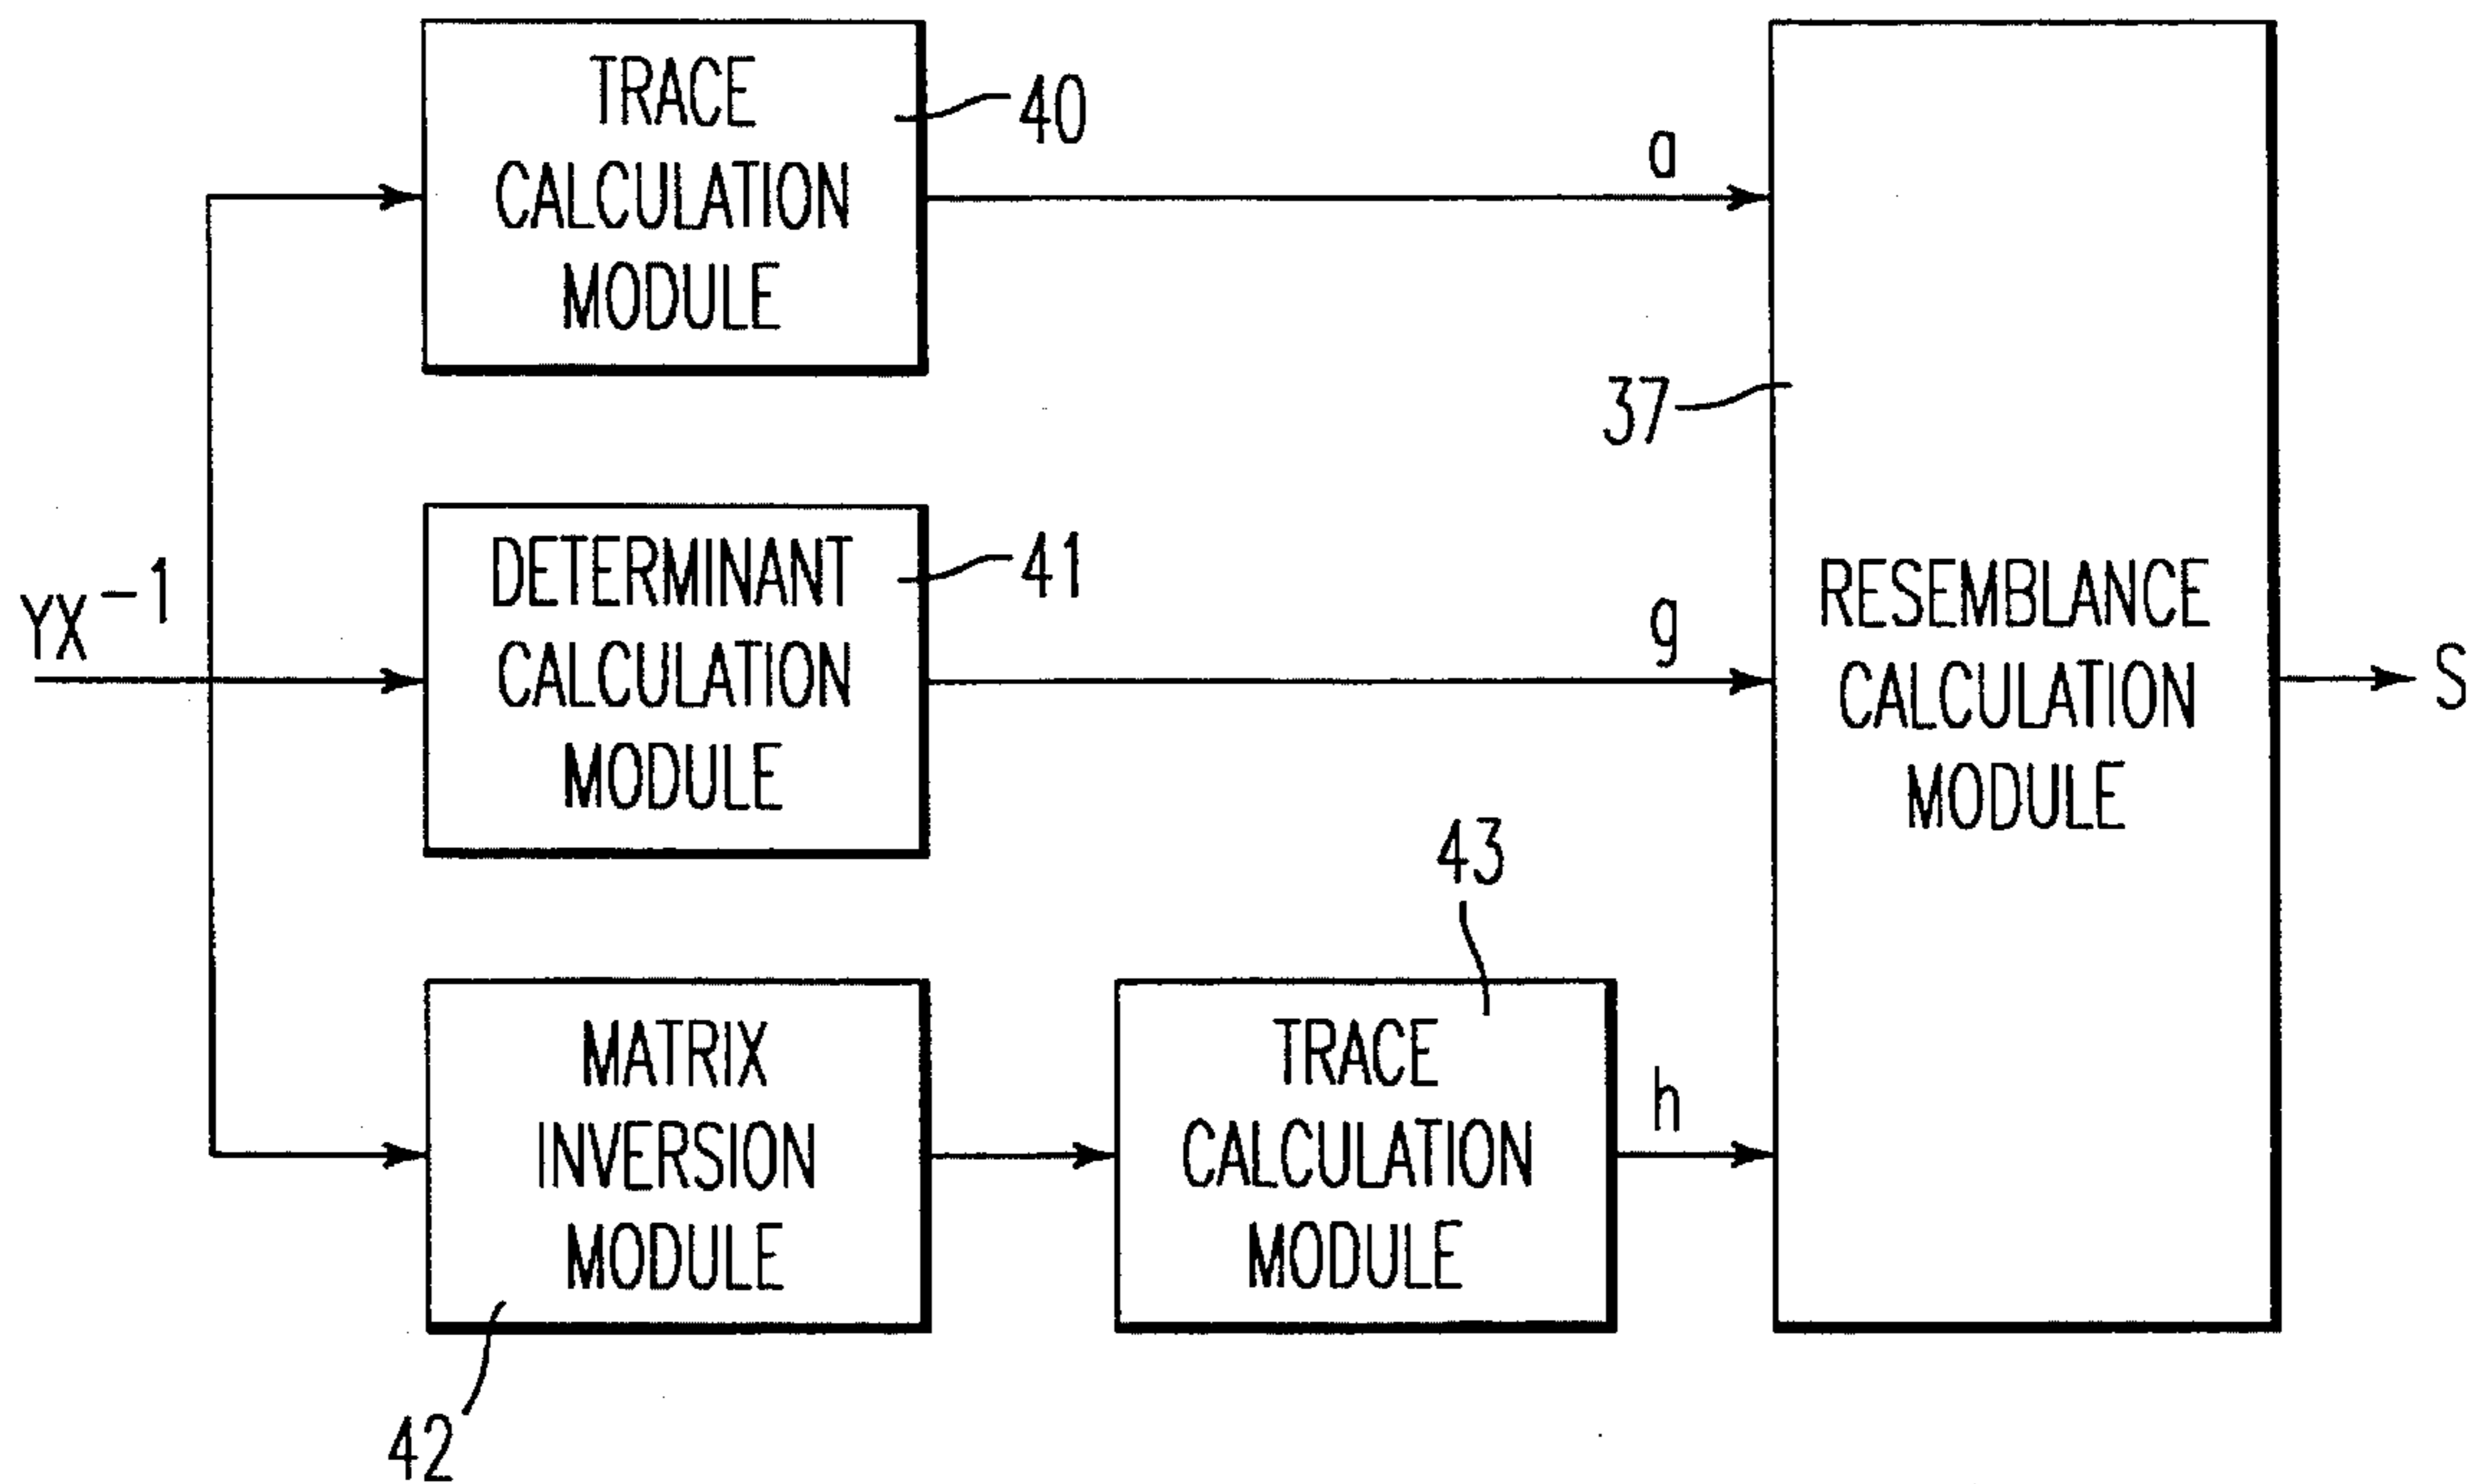 TRACE
CALCULATION
MODULE
40
a
37
YX⁻¹
DETERMINANT
CALCULATION
MODULE
41
g
RESEMBLANCE
CALCULATION
MODULE
S
MATRIX
INVERSION
MODULE
42
43
TRACE
CALCULATION
MODULE
h